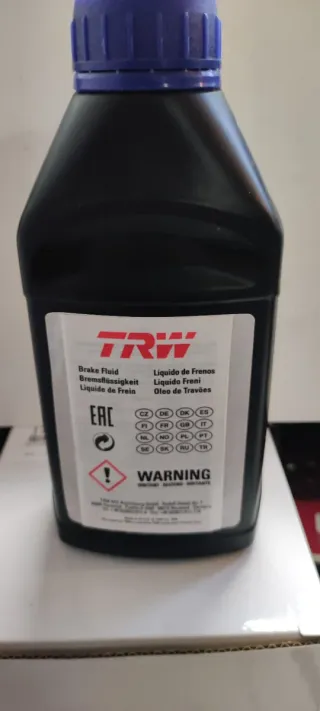 TRW
Brake Fluid
Bremsflüssigkeit
Liquide de Frein
Liquido de Frenos
Liquido Freni
Oleo de Travões
EAC
CZ DE DK ES
FI FR GB IT
NL NO PL PT
SE SK RU TR
WARNING